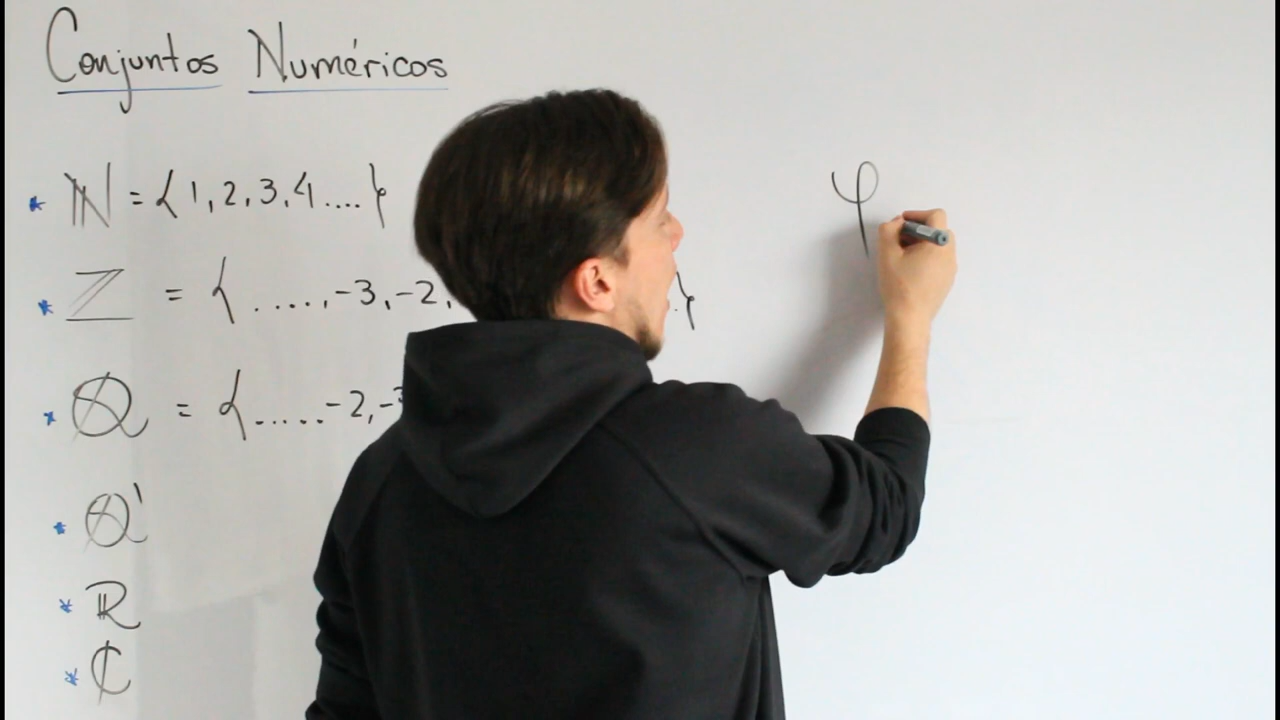 Conjuntos Numéricos
* ℕ = { 1, 2, 3, 4 .... }
* ℤ = { ....., -3, -2, .}
* ℚ = { ..... -2, -
* ℚ'
* ℝ
* ℂ
φ